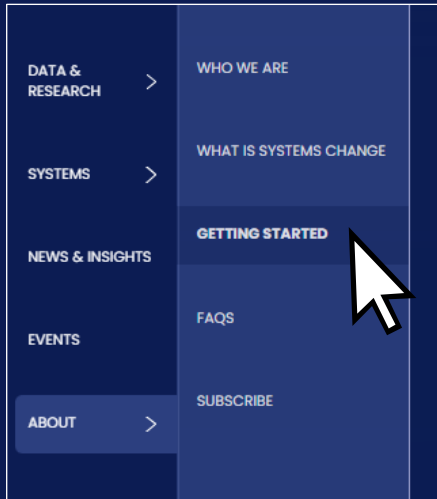 DATA &
RESEARCH
SYSTEMS
NEWS & INSIGHTS
EVENTS
ABOUT
WHO WE ARE
WHAT IS SYSTEMS CHANGE
GETTING STARTED
FAQS
SUBSCRIBE